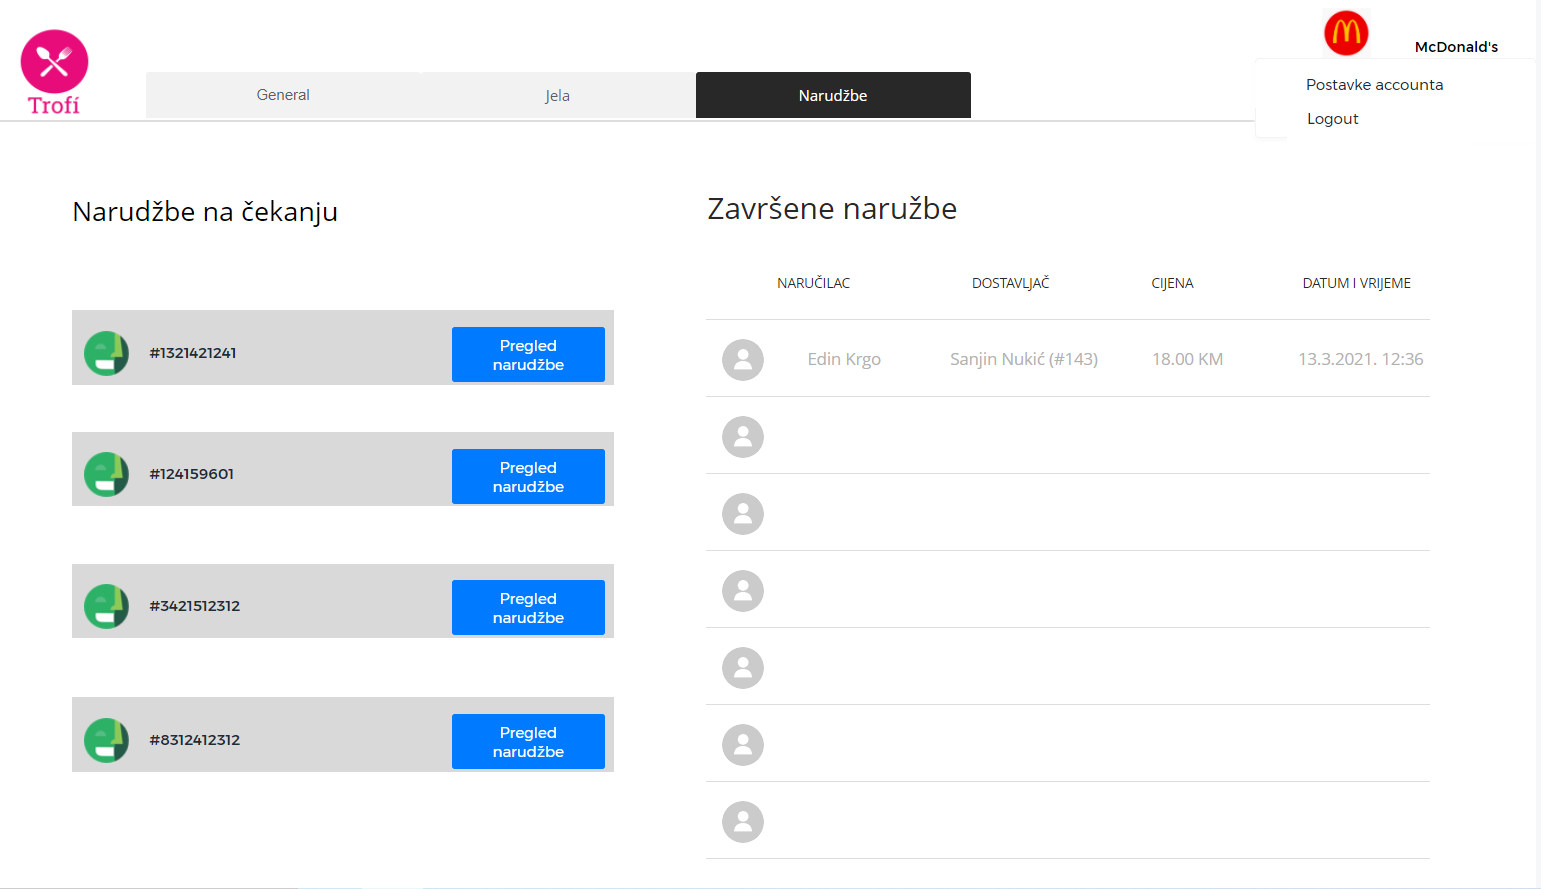 Trofí
General
Jela
Narudžbe
McDonald's
Postavke accounta
Logout
Narudžbe na čekanju
#1321421241
Pregled
narudžbe
#124159601
Pregled
narudžbe
#3421512312
Pregled
narudžbe
#8312412312
Pregled
narudžbe
Završene naružbe
NARUČILAC DOSTAVLJAČ CIJENA DATUM I VRIJEME
Edin Krgo Sanjin Nukić (#143) 18.00 KM 13.3.2021. 12:36